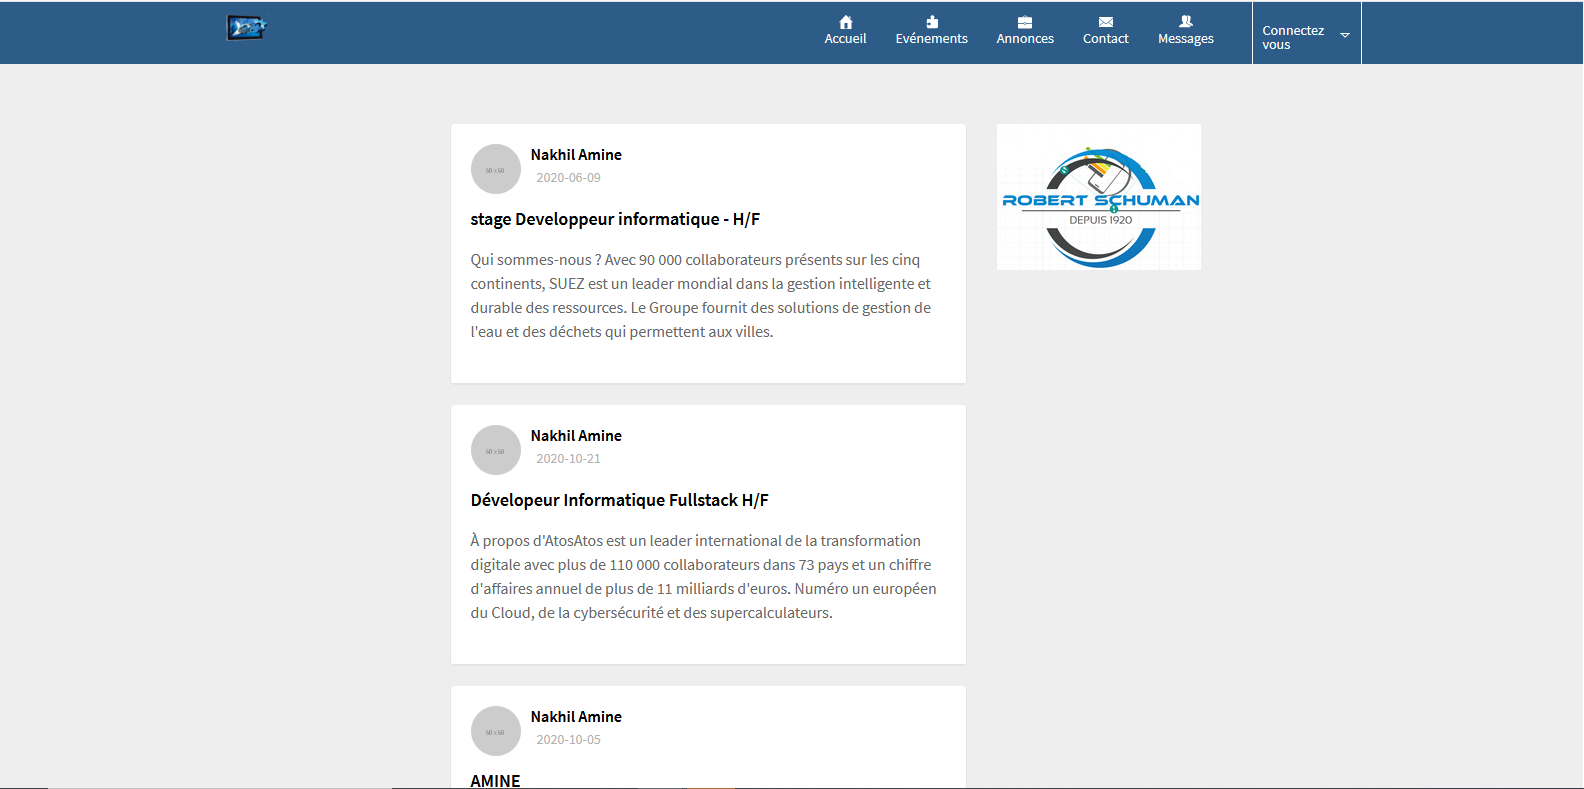 Accueil
Evénements
Annonces
Contact
Messages
Connectez
vous
50 x 50
Nakhil Amine
2020-06-09
stage Developpeur informatique - H/F
Qui sommes-nous ? Avec 90 000 collaborateurs présents sur les cinq
continents, SUEZ est un leader mondial dans la gestion intelligente et
durable des ressources. Le Groupe fournit des solutions de gestion de
l'eau et des déchets qui permettent aux villes.
ROBERT SCHUMAN
DEPUIS 1920
50 x 50
Nakhil Amine
2020-10-21
Dévelopeur Informatique Fullstack H/F
À propos d'AtosAtos est un leader international de la transformation
digitale avec plus de 110 000 collaborateurs dans 73 pays et un chiffre
d'affaires annuel de plus de 11 milliards d'euros. Numéro un européen
du Cloud, de la cybersécurité et des supercalculateurs.
50 x 50
Nakhil Amine
2020-10-05
AMINE